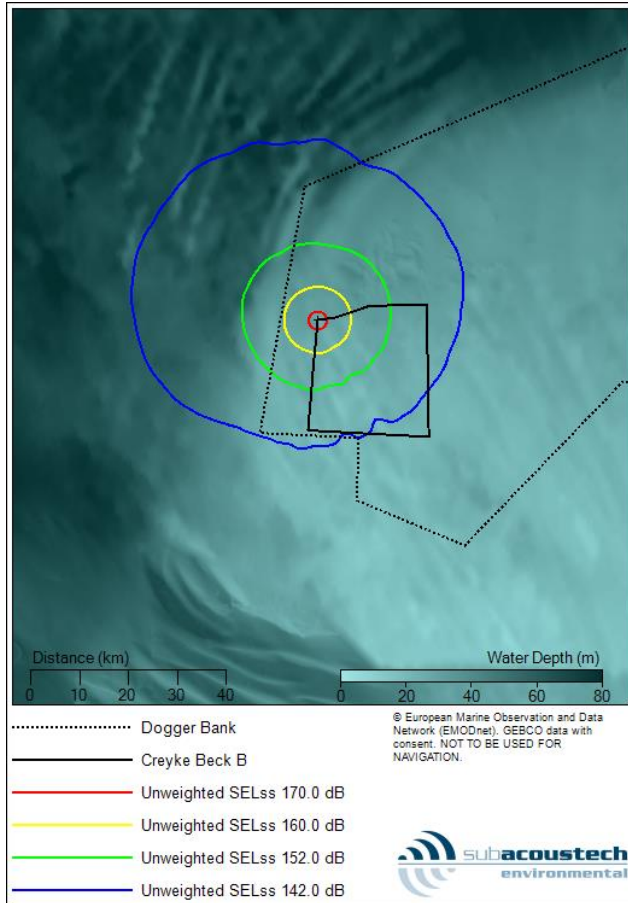 Distance (km)
0 10 20 30 40
Water Depth (m)
0 20 40 60 80
Dogger Bank
Creyke Beck B
Unweighted SELss 170.0 dB
Unweighted SELss 160.0 dB
Unweighted SELss 152.0 dB
Unweighted SELss 142.0 dB
© European Marine Observation and Data
Network (EMODnet). GEBCO data with
consent. NOT TO BE USED FOR
NAVIGATION.
subacoustech
environmental